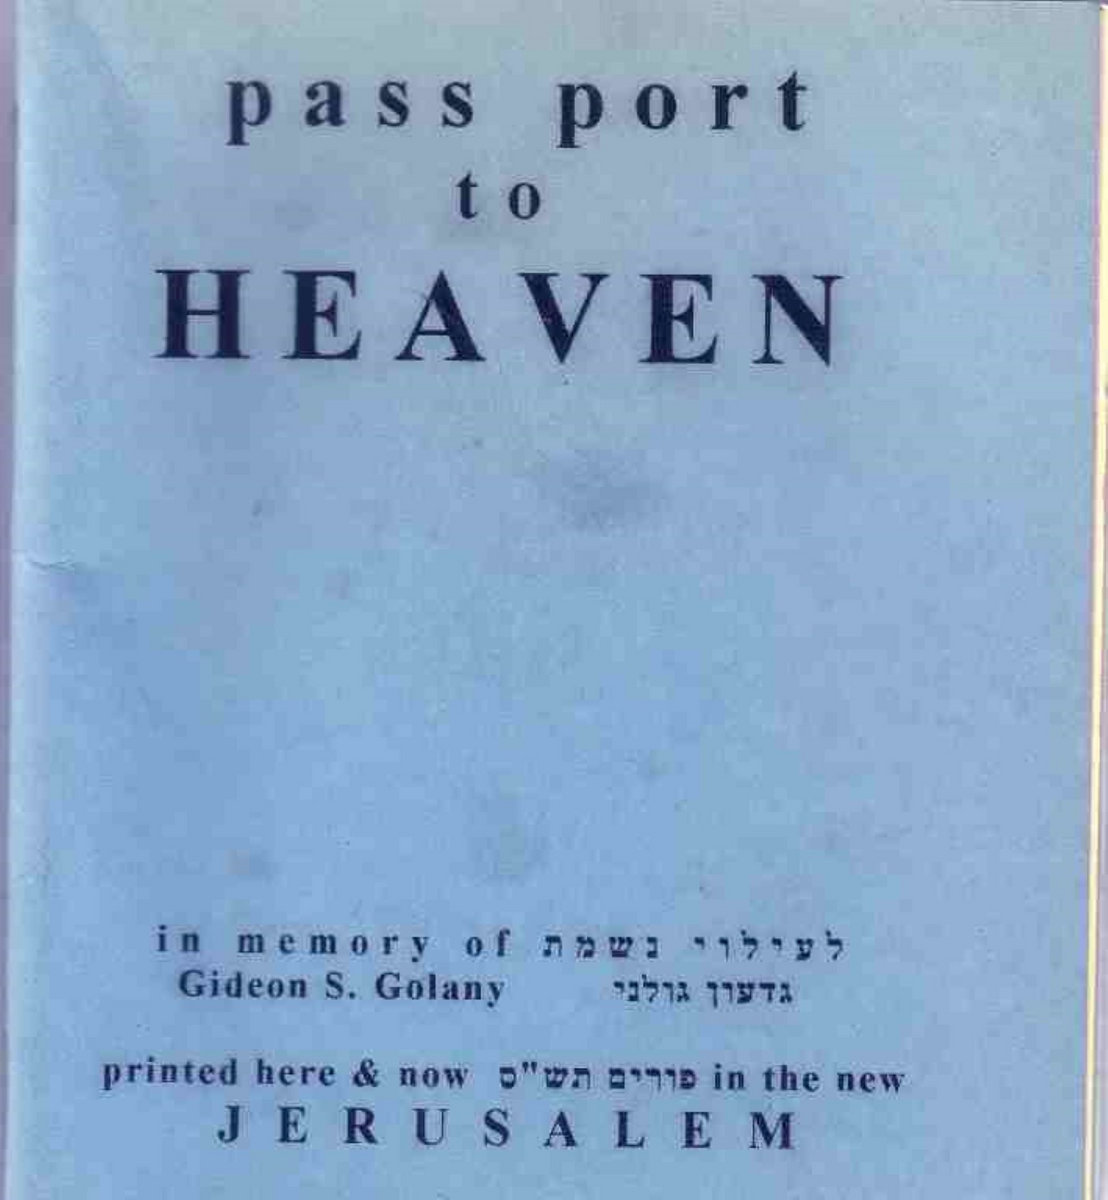 pass port
to
HEAVEN
in memory of לעילוי נשמת
Gideon S. Golany גדעון גולני
printed here & now פורים תש"ס in the new
JERUSALEM